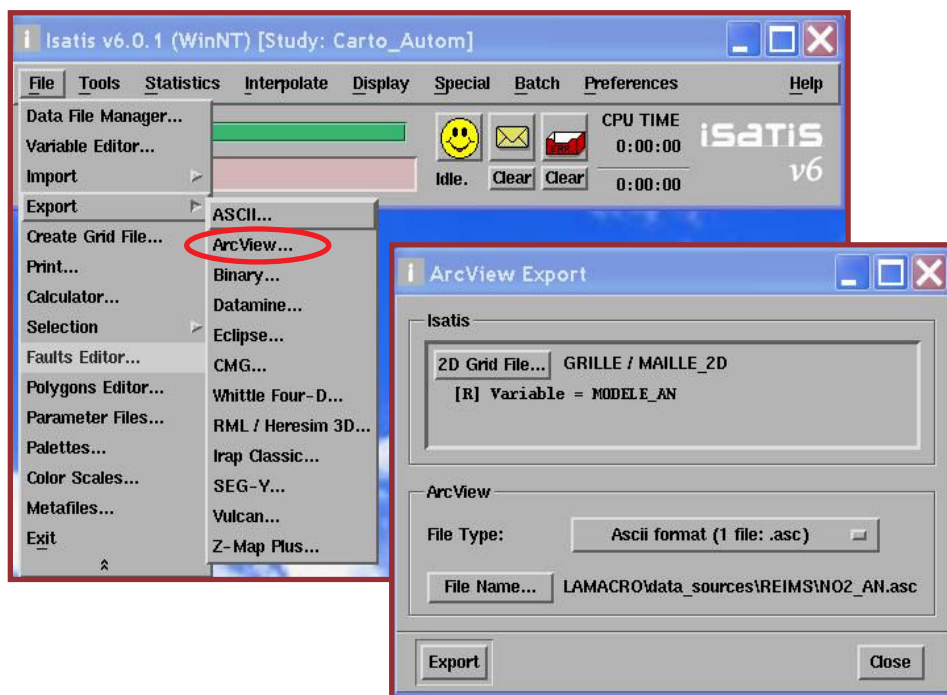 Isatis v6.0.1 (WinNT) [Study: Carto_Autom]
File Tools Statistics Interpolate Display Special Batch Preferences Help
Data File Manager...
Variable Editor...
Import
Export
Create Grid File...
Print...
Calculator...
Selection
Faults Editor...
Polygons Editor...
Parameter Files...
Palettes...
Color Scales...
Metafiles...
Exit
Idle.
Clear
ERR
Clear
CPU TIME
0:00:00
0:00:00
isatis
v6
ASCII...
ArcView...
Binary...
Datamine...
Eclipse...
CMG...
Whittle Four-D...
RML / Heresim 3D...
Irap Classic...
SEG-Y...
Vulcan...
Z-Map Plus...
ArcView Export
Isatis
2D Grid File... GRILLE / MAILLE_2D
[R] Variable = MODELE_AN
ArcView
File Type: Ascii format (1 file: .asc)
File Name... LAMACRO\data_sources\REIMS\NO2_AN.asc
Export Close